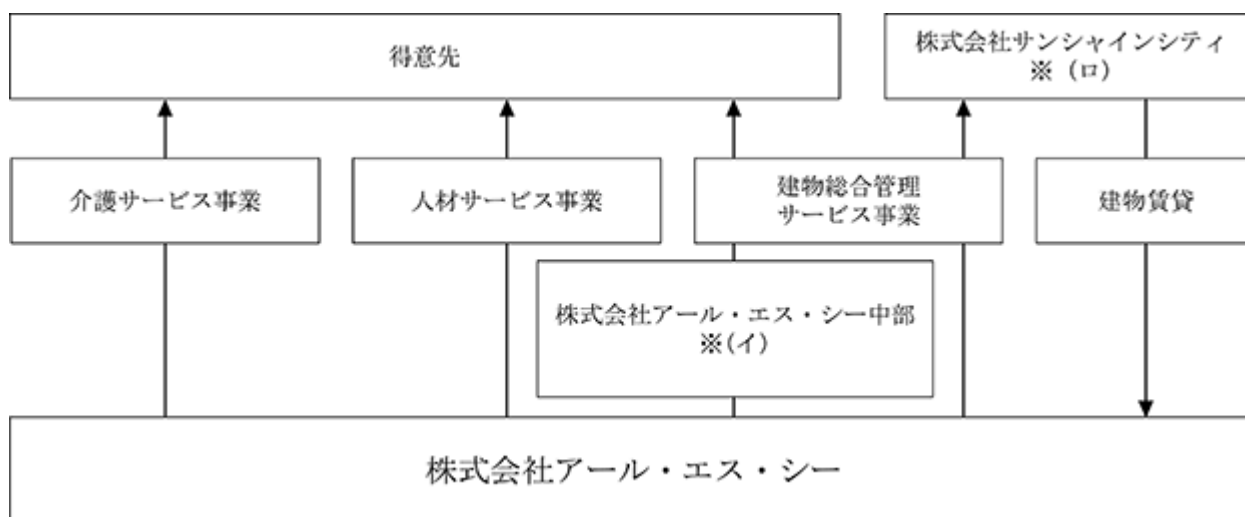 得意先
株式会社サンシャインシティ
※（ロ）
介護サービス事業
人材サービス事業
建物総合管理
サービス事業
建物賃貸
株式会社アール・エス・シー中部
※(イ)
株式会社アール・エス・シー